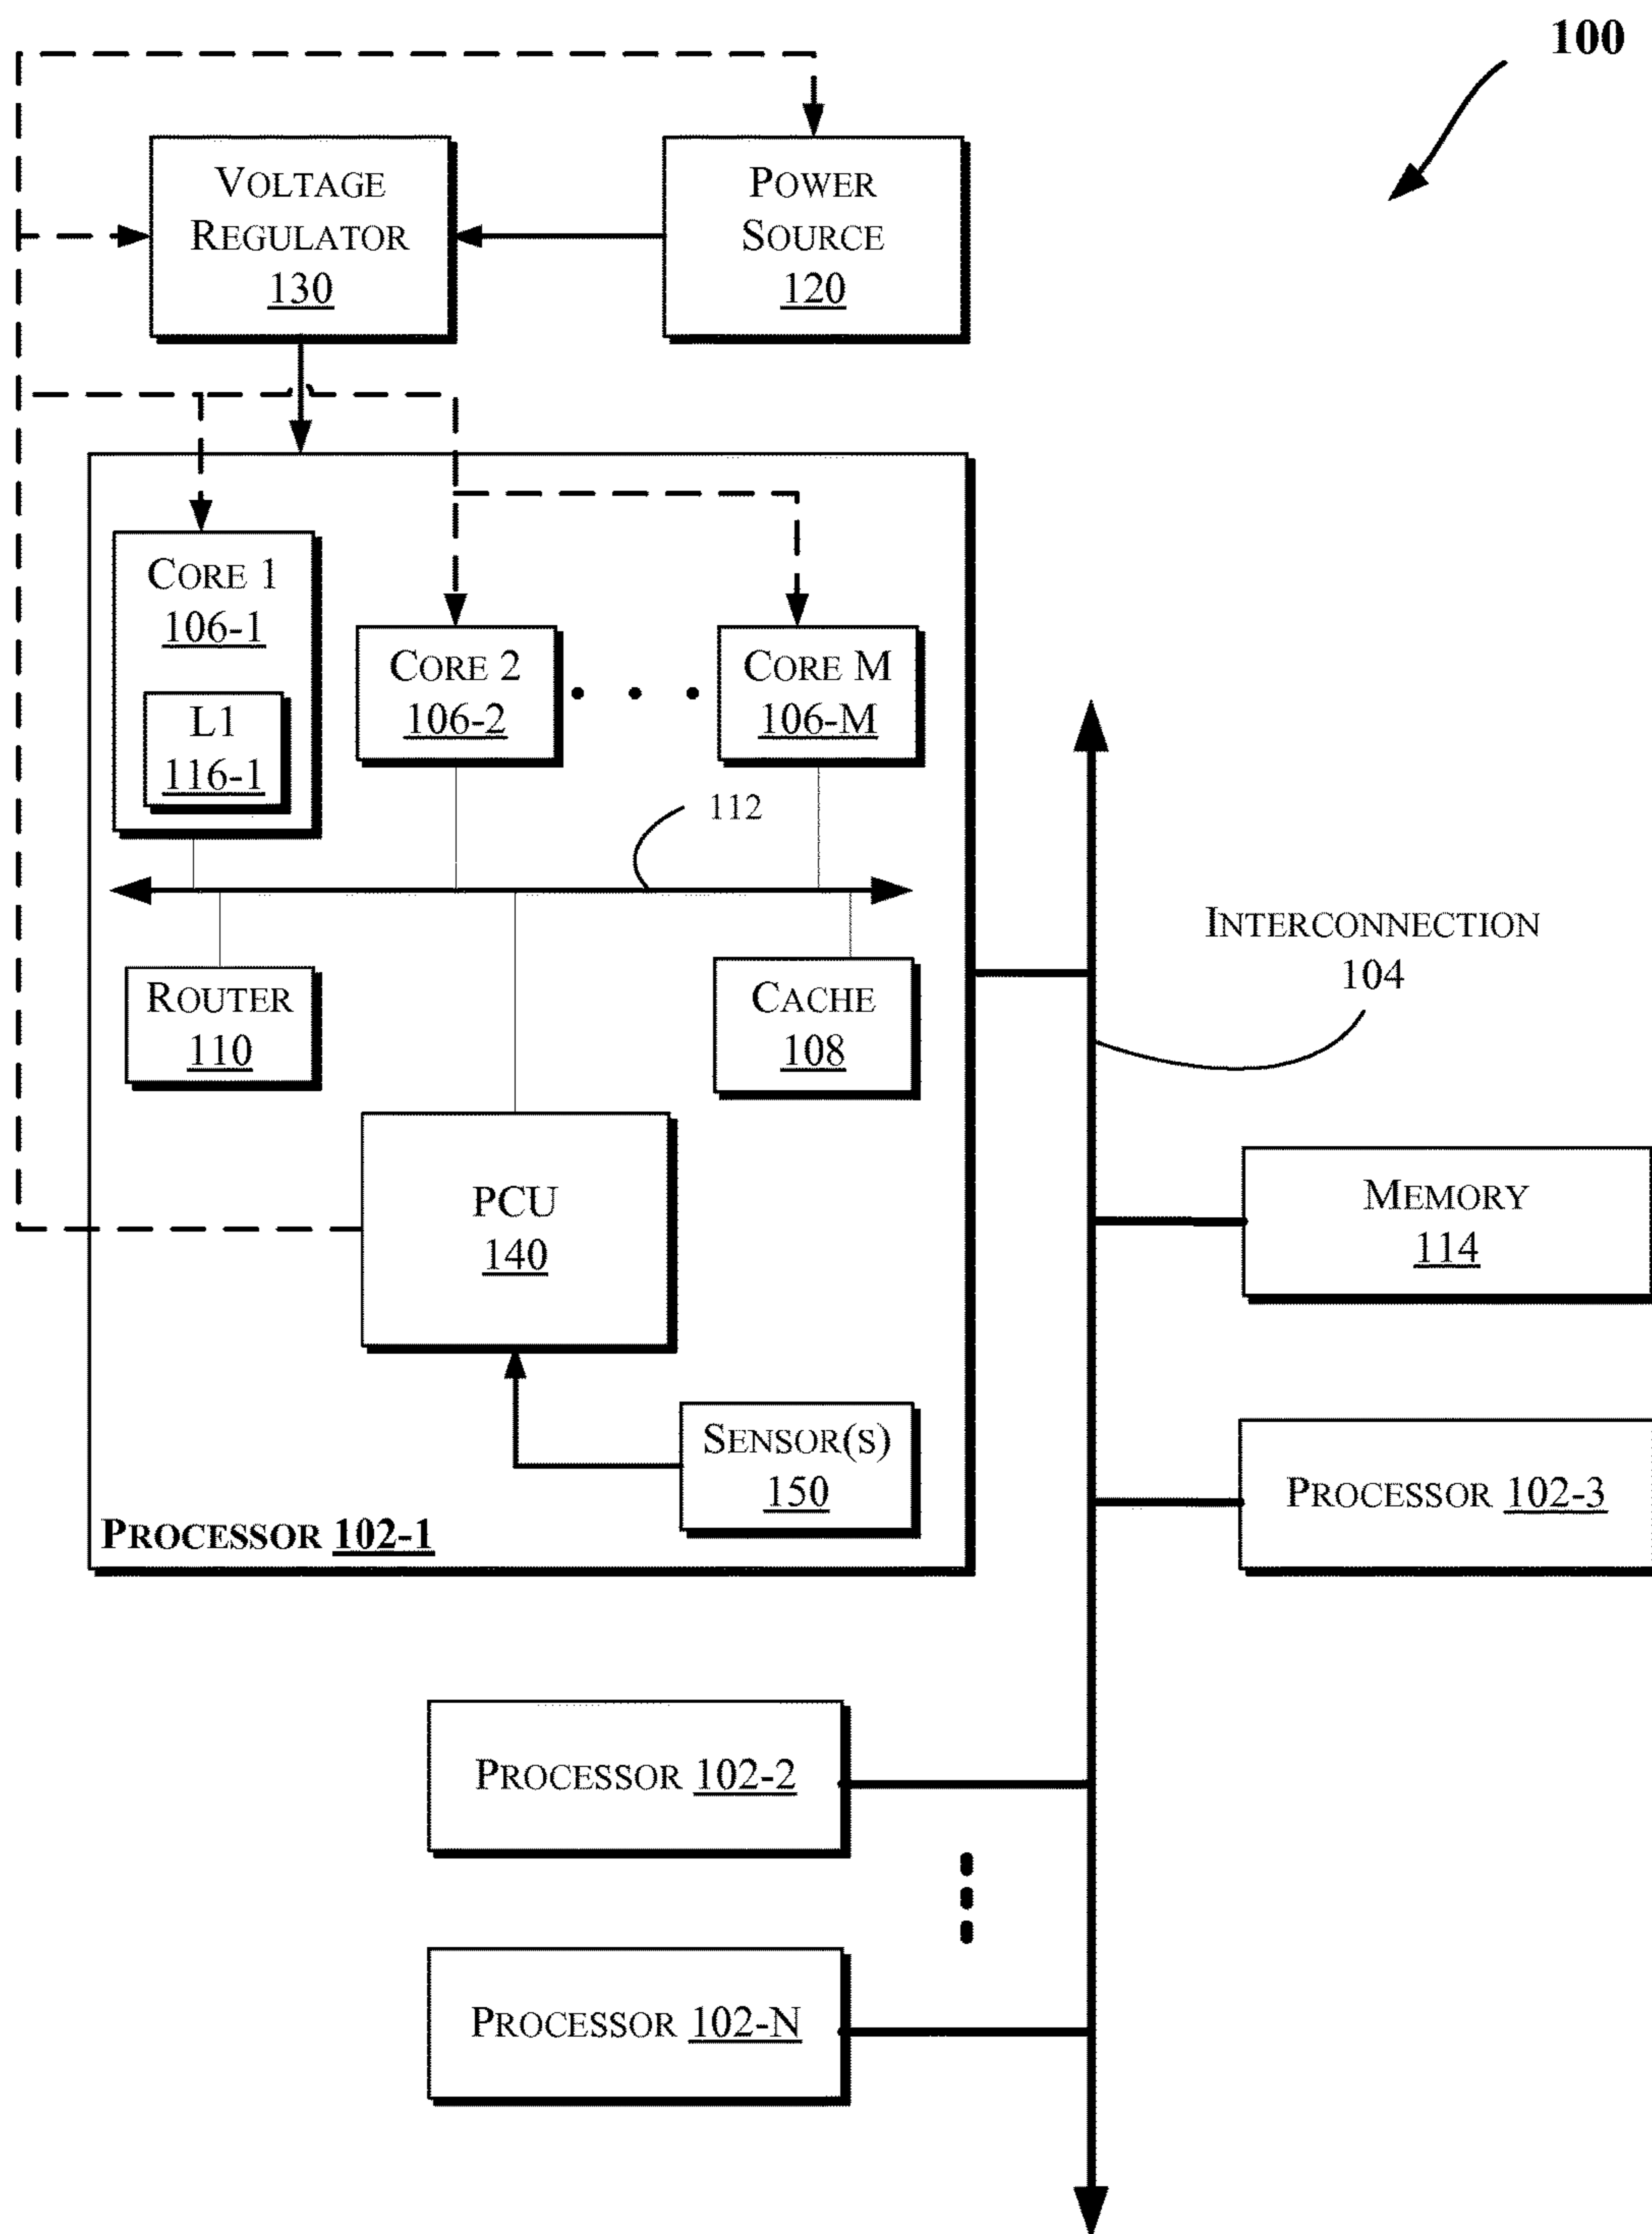 100
VOLTAGE
REGULATOR
130
POWER
SOURCE
120
CORE 1
106-1
L1
116-1
CORE 2
106-2
CORE M
106-M
112
ROUTER
110
CACHE
108
INTERCONNECTION
104
PCU
140
MEMORY
114
SENSOR(S)
150
PROCESSOR 102-1
PROCESSOR 102-3
PROCESSOR 102-2
PROCESSOR 102-N